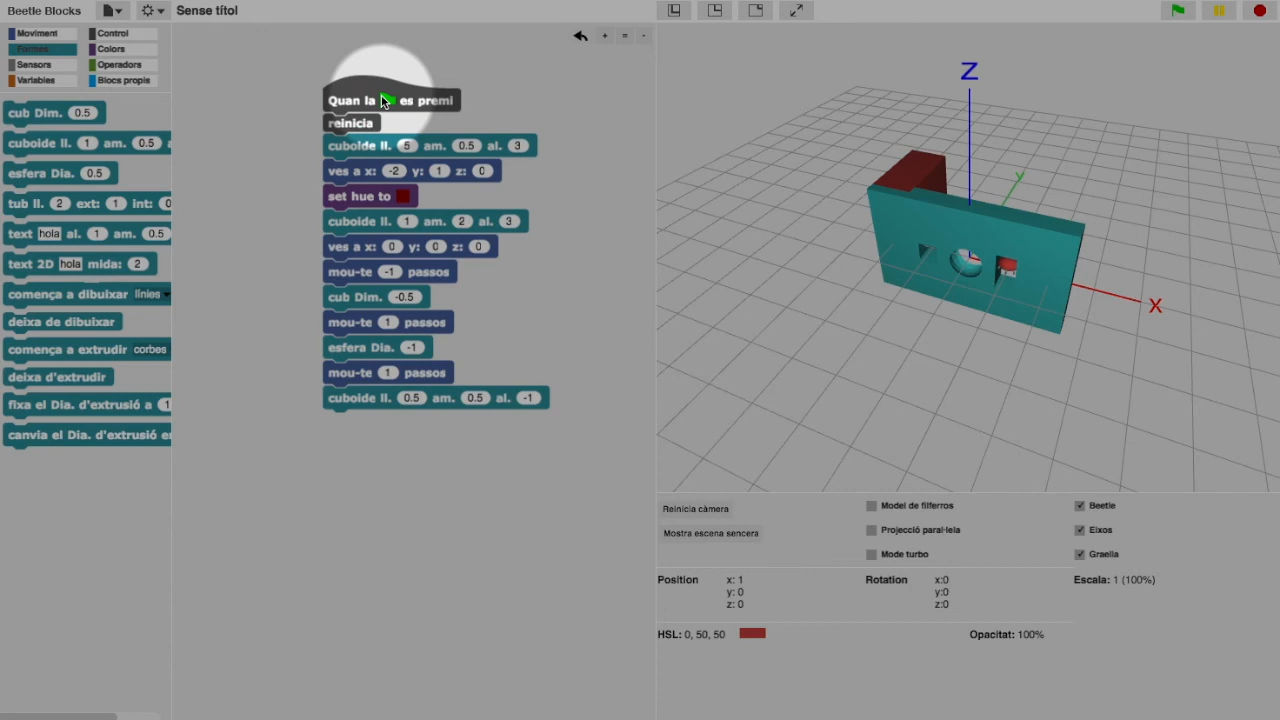 Beetle Blocks
Sense títol
Moviment
Control
Formes
Colors
Sensors
Operadors
Variables
Blocs propis
+ = -
cub Dim. 0.5
cuboide ll. 1 am. 0.5 a
esfera Dia. 0.5
tub ll. 2 ext: 1 int: 0
text hola al. 1 am. 0.5
text 2D hola mida: 2
comença a dibuixar línies
deixa de dibuixar
comença a extrudir corbes
deixa d'extrudir
fixa el Dia. d'extrusió a 1
canvia el Dia. d'extrusió en
Quan la es premi
reinicia
cuboide ll. 5 am. 0.5 al. 3
ves a x: -2 y: 1 z: 0
set hue to
cuboide ll. 1 am. 2 al. 3
ves a x: 0 y: 0 z: 0
mou-te -1 passos
cub Dim. -0.5
mou-te 1 passos
esfera Dia. -1
mou-te 1 passos
cuboide ll. 0.5 am. 0.5 al. -1
Z
y
X
Reinicia càmera
Mostra escena sencera
Model de filferros
Projecció paral·lela
Mode turbo
Beetle
Eixos
Graella
Position x: 1
y: 0
z: 0
Rotation x:0
y:0
z:0
Escala: 1 (100%)
HSL: 0, 50, 50
Opacitat: 100%